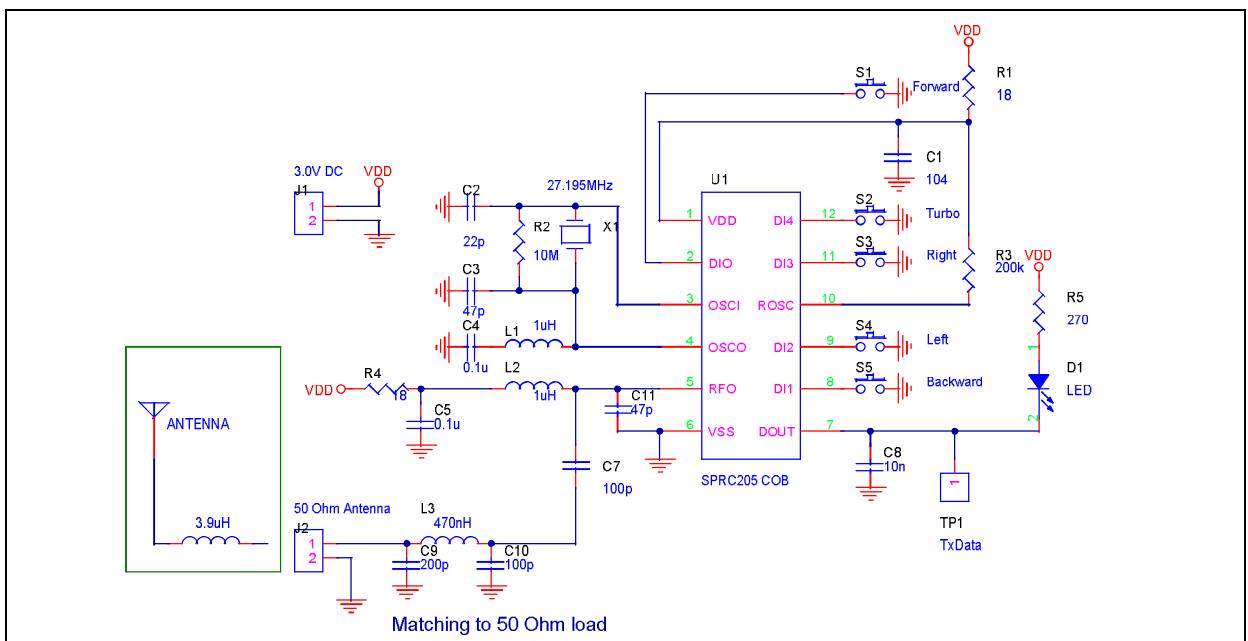 VDD
R1
18
S1
Forward
C1
104
3.0V DC
VDD
J1
1
2
C2
22p
27.195MHz
R2
10M
X1
C3
47p
C4
0.1u
L1
1uH
U1
1
VDD
DI4
12
S2
Turbo
2
DIO
DI3
11
S3
Right
R3
200k
3
OSCI
ROSC
10
4
OSCO
DI2
9
S4
Left
5
RFO
DI1
8
S5
Backward
6
VSS
DOUT
7
SPRC205 COB
VDD
R5
270
1
D1
LED
2
VDD
R4
18
C5
0.1u
L2
1uH
C11
47p
C8
10n
1
TP1
TxData
C7
100p
ANTENNA
3.9uH
50 Ohm Antenna
J2
1
2
L3
470nH
C9
200p
C10
100p
Matching to 50 Ohm load